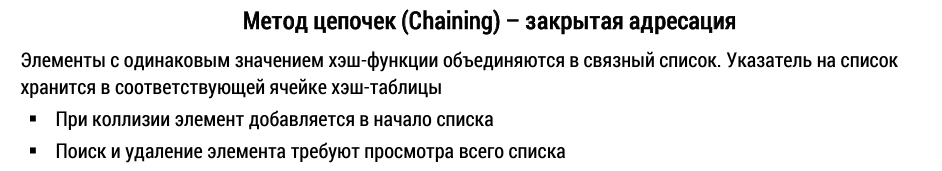 Метод цепочек (Chaining) – закрытая адресация
Элементы с одинаковым значением хэш-функции объединяются в связный список. Указатель на список
хранится в соответствующей ячейке хэш-таблицы
▪ При коллизии элемент добавляется в начало списка
▪ Поиск и удаление элемента требуют просмотра всего списка